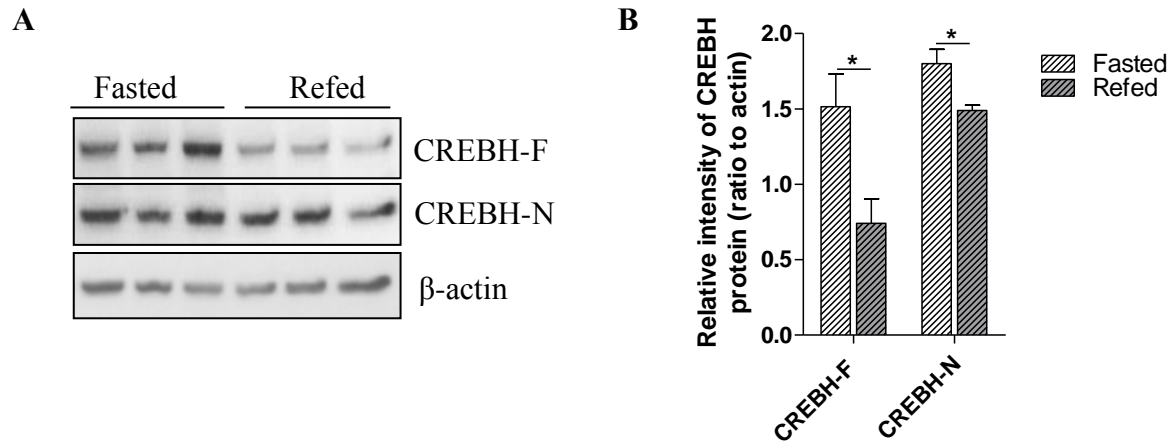 A
Fasted Refed
CREBH-F
CREBH-N
β-actin
B
Relative intensity of CREBH
protein (ratio to actin)
2.0
1.5
1.0
0.5
0.0
* *
CREBH-F CREBH-N
Fasted
Refed